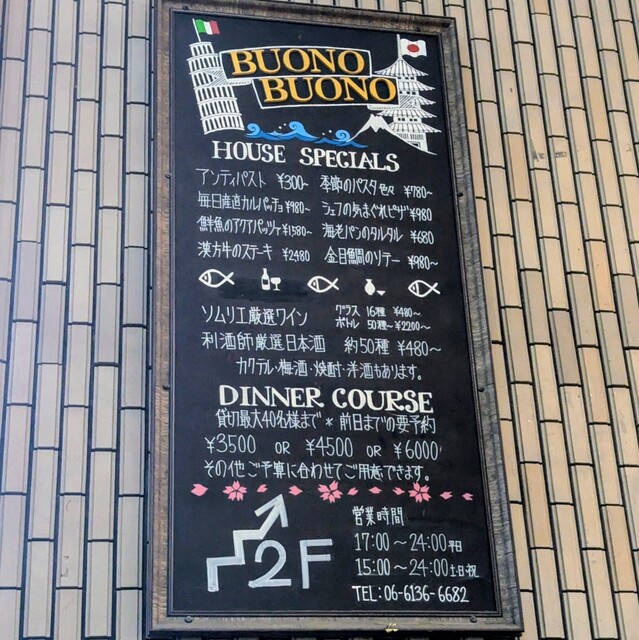 BUONO
BUONO
HOUSE SPECIALS
アンティパスト ¥300~ 季節のパスタ 色々 ¥780~
毎日産直カルパッチョ ¥980~ シェフの気まぐれピザ ¥980
鮮魚のアクアパッツァ ¥1,580~ 海老パンのタルタル ¥680
漢方牛のステーキ ¥2,480 金目鯛のソテー ¥980~
ソムリエ厳選ワイン グラス 16種 ¥480~
ボトル 50種~ ¥2200~
利酒師厳選日本酒 約50種 ¥480~
カクテル・梅酒・焼酎・洋酒もあります。
DINNER COURSE
貸切最大40名様まで * 前日までの要予約
¥3500 OR ¥4500 OR ¥6000
その他ご予算に合わせてご用意できます。
2F
営業時間
17:00~24:00 平日
15:00~24:00 土日・祝
TEL: 06-6136-6682